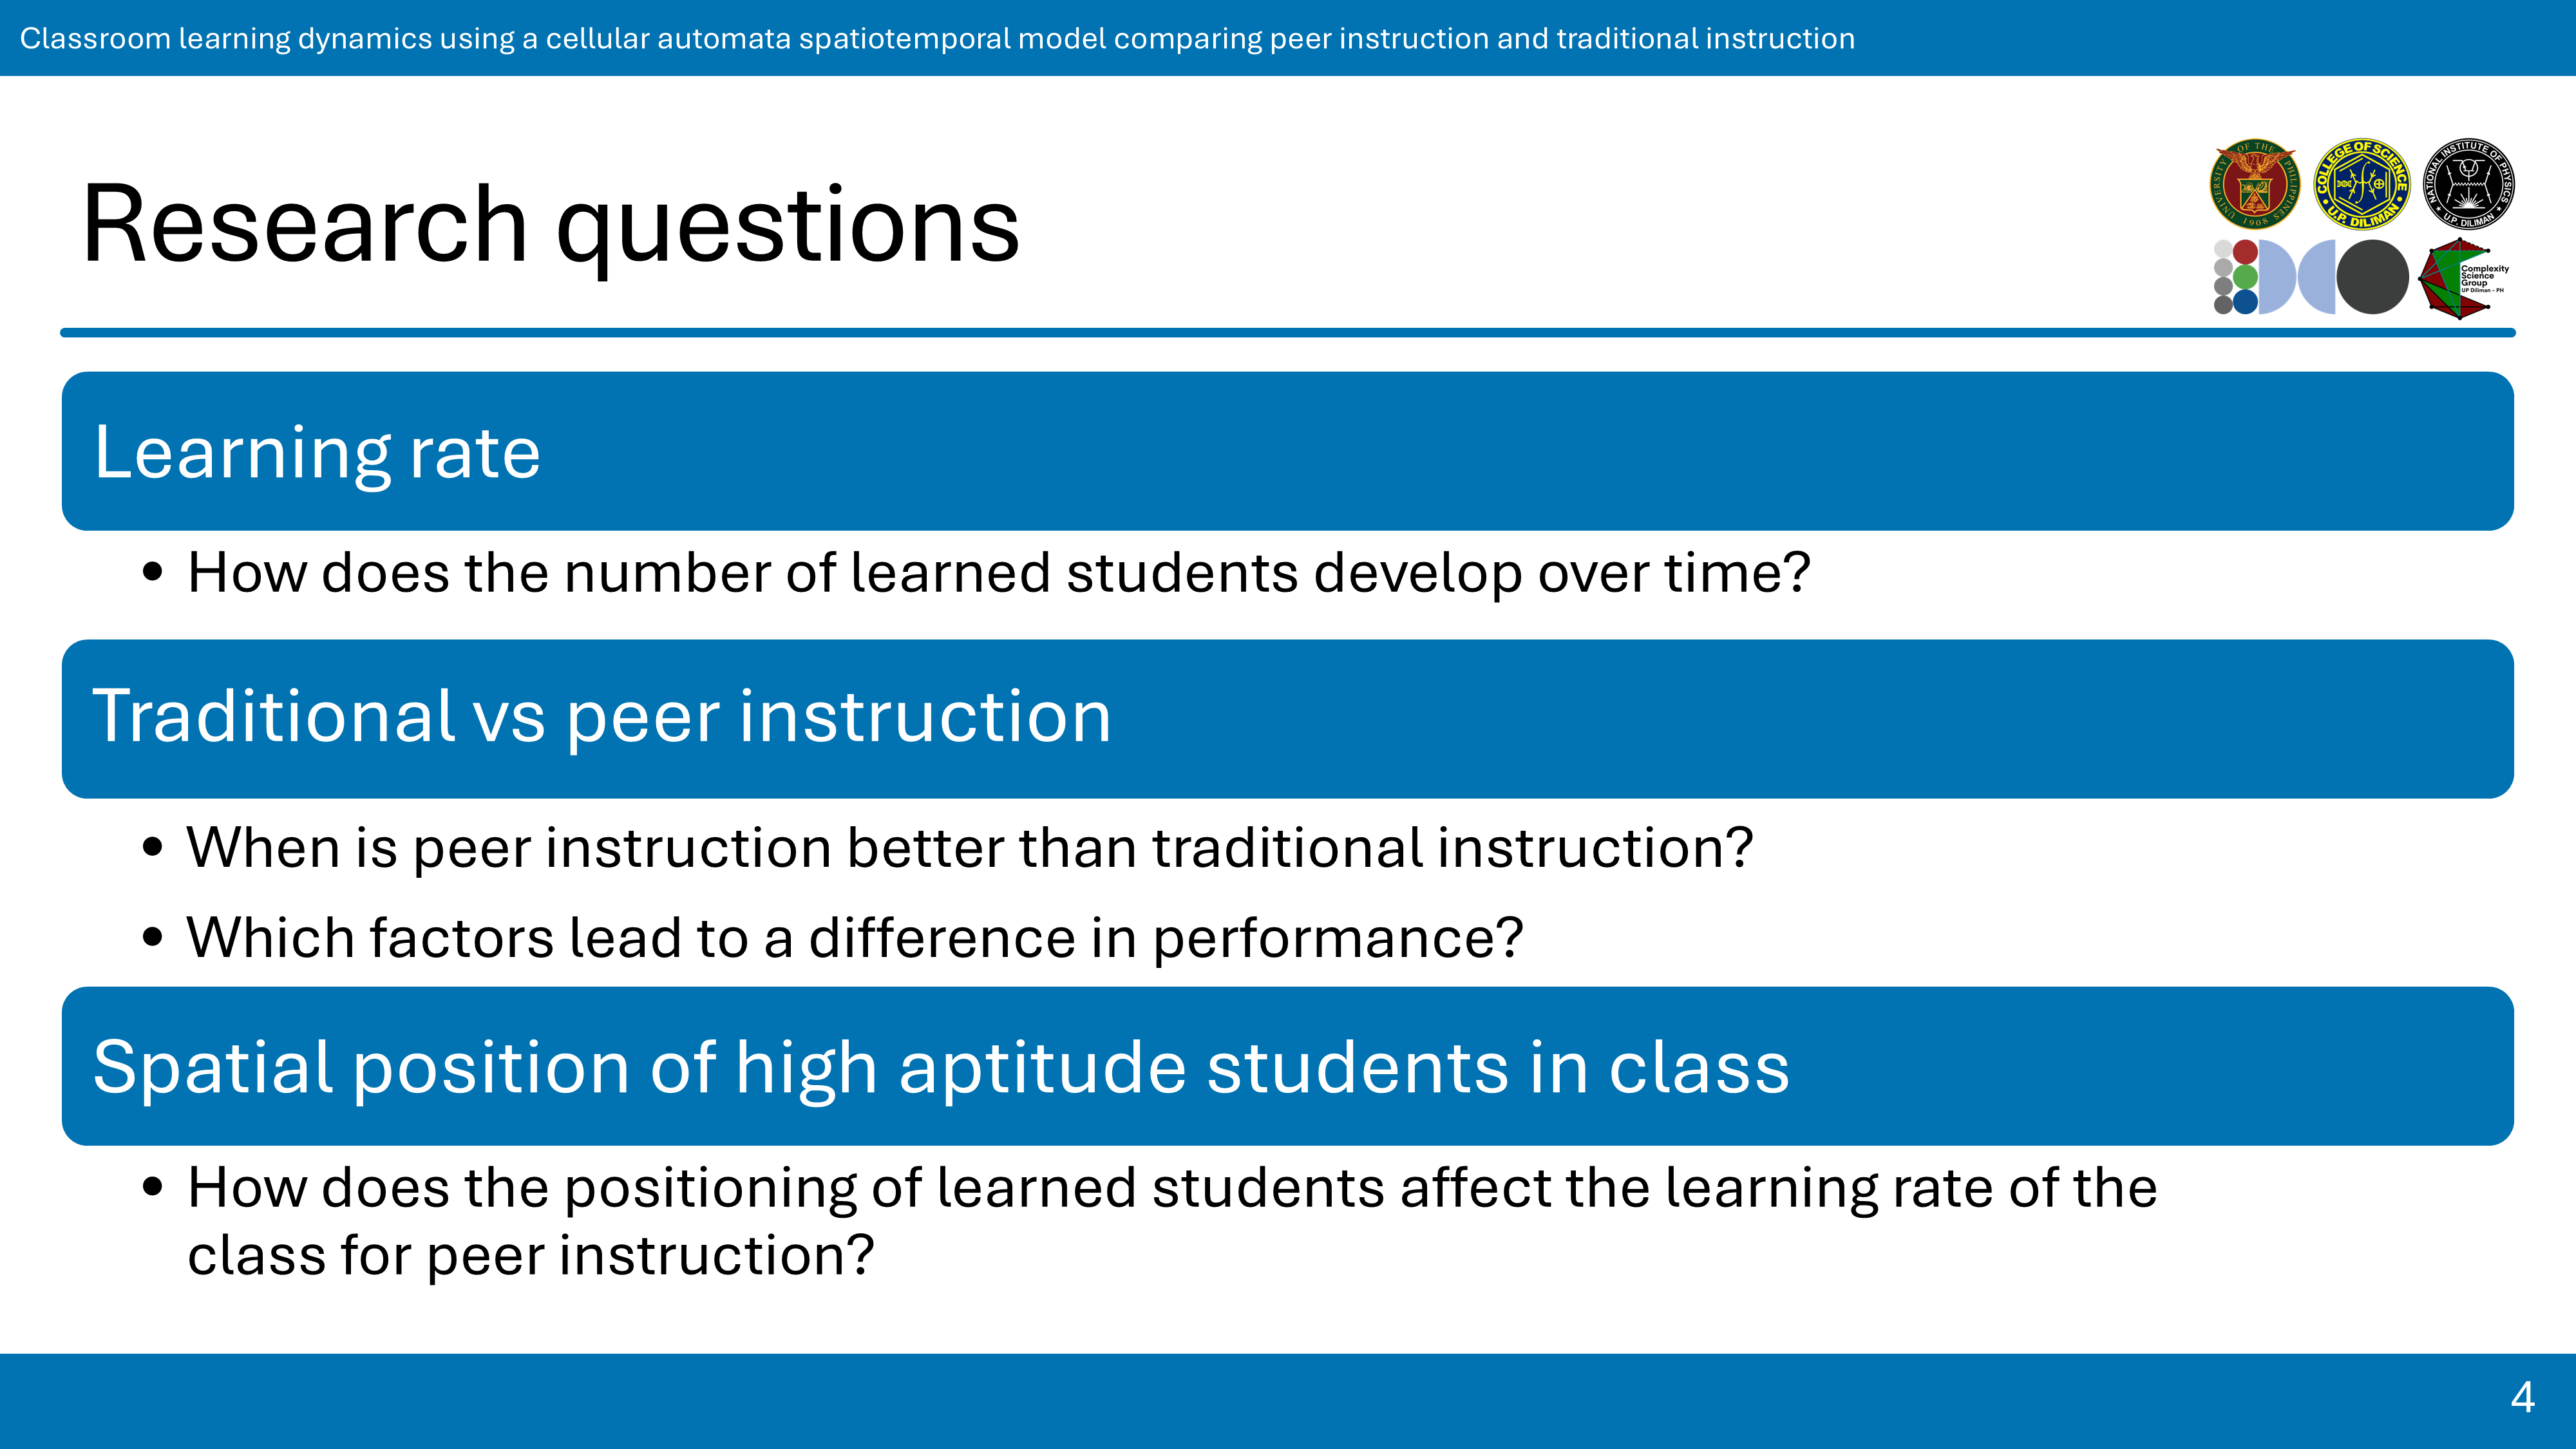 Classroom learning dynamics using a cellular automata spatiotemporal model comparing peer instruction and traditional instruction
Research questions
UNIVERSITY OF THE PHILIPPINES
1908
COLLEGE OF SCIENCE
U.P. DILIMAN
NATIONAL INSTITUTE OF PHYSICS
U.P. DILIMAN
Complexity
Science
Group
UP Diliman - PH
Learning rate
• How does the number of learned students develop over time?
Traditional vs peer instruction
• When is peer instruction better than traditional instruction?
• Which factors lead to a difference in performance?
Spatial position of high aptitude students in class
• How does the positioning of learned students affect the learning rate of the
class for peer instruction?
4